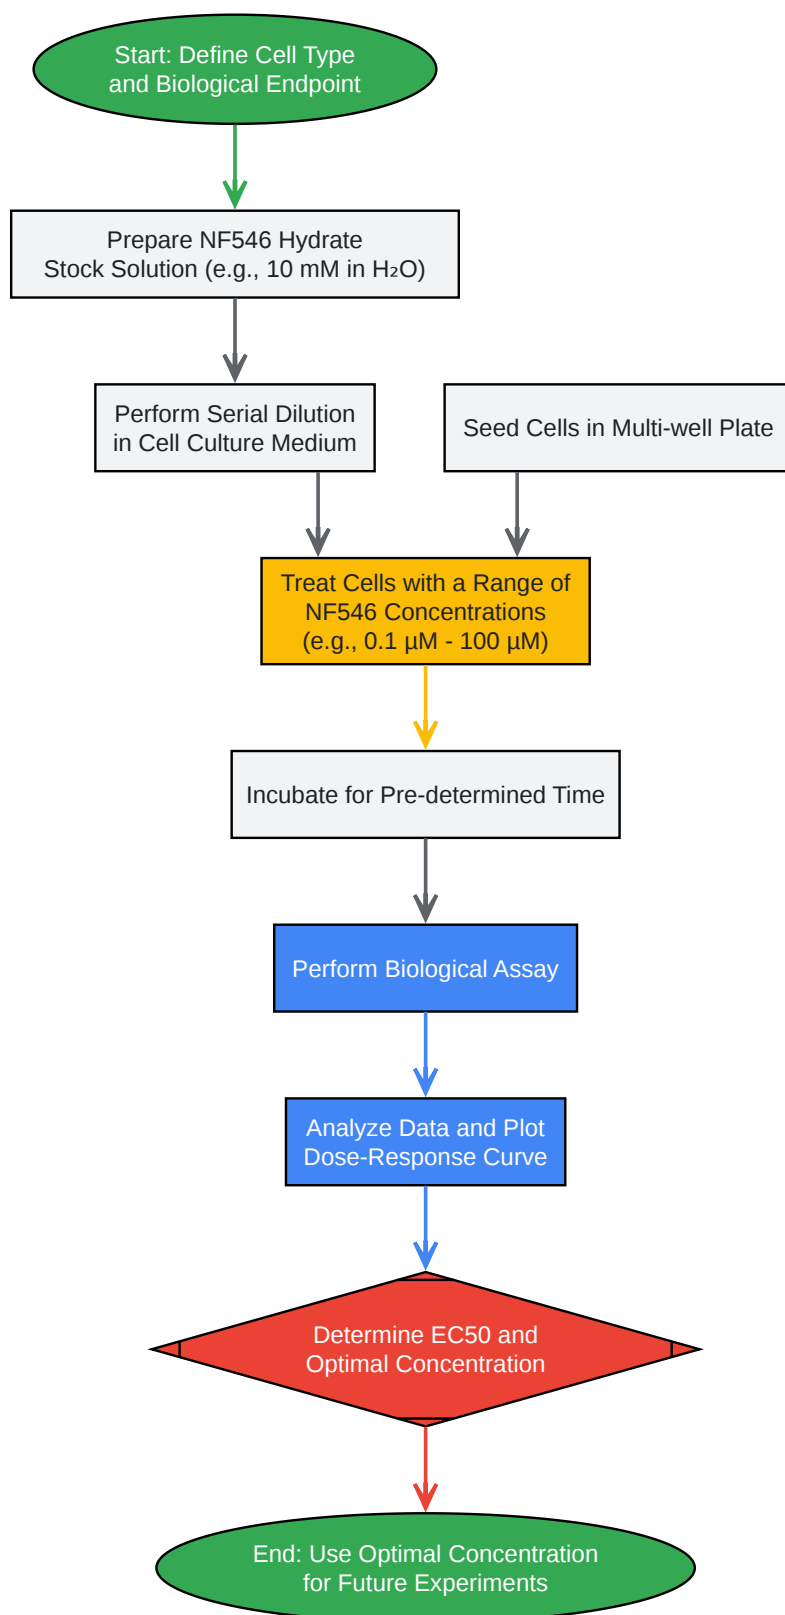 Start: Define Cell Type
and Biological Endpoint
Prepare NF546 Hydrate
Stock Solution (e.g., 10 mM in H₂O)
Perform Serial Dilution
in Cell Culture Medium
Seed Cells in Multi-well Plate
Treat Cells with a Range of
NF546 Concentrations
(e.g., 0.1 µM - 100 µM)
Incubate for Pre-determined Time
Perform Biological Assay
Analyze Data and Plot
Dose-Response Curve
Determine EC50 and
Optimal Concentration
End: Use Optimal Concentration
for Future Experiments